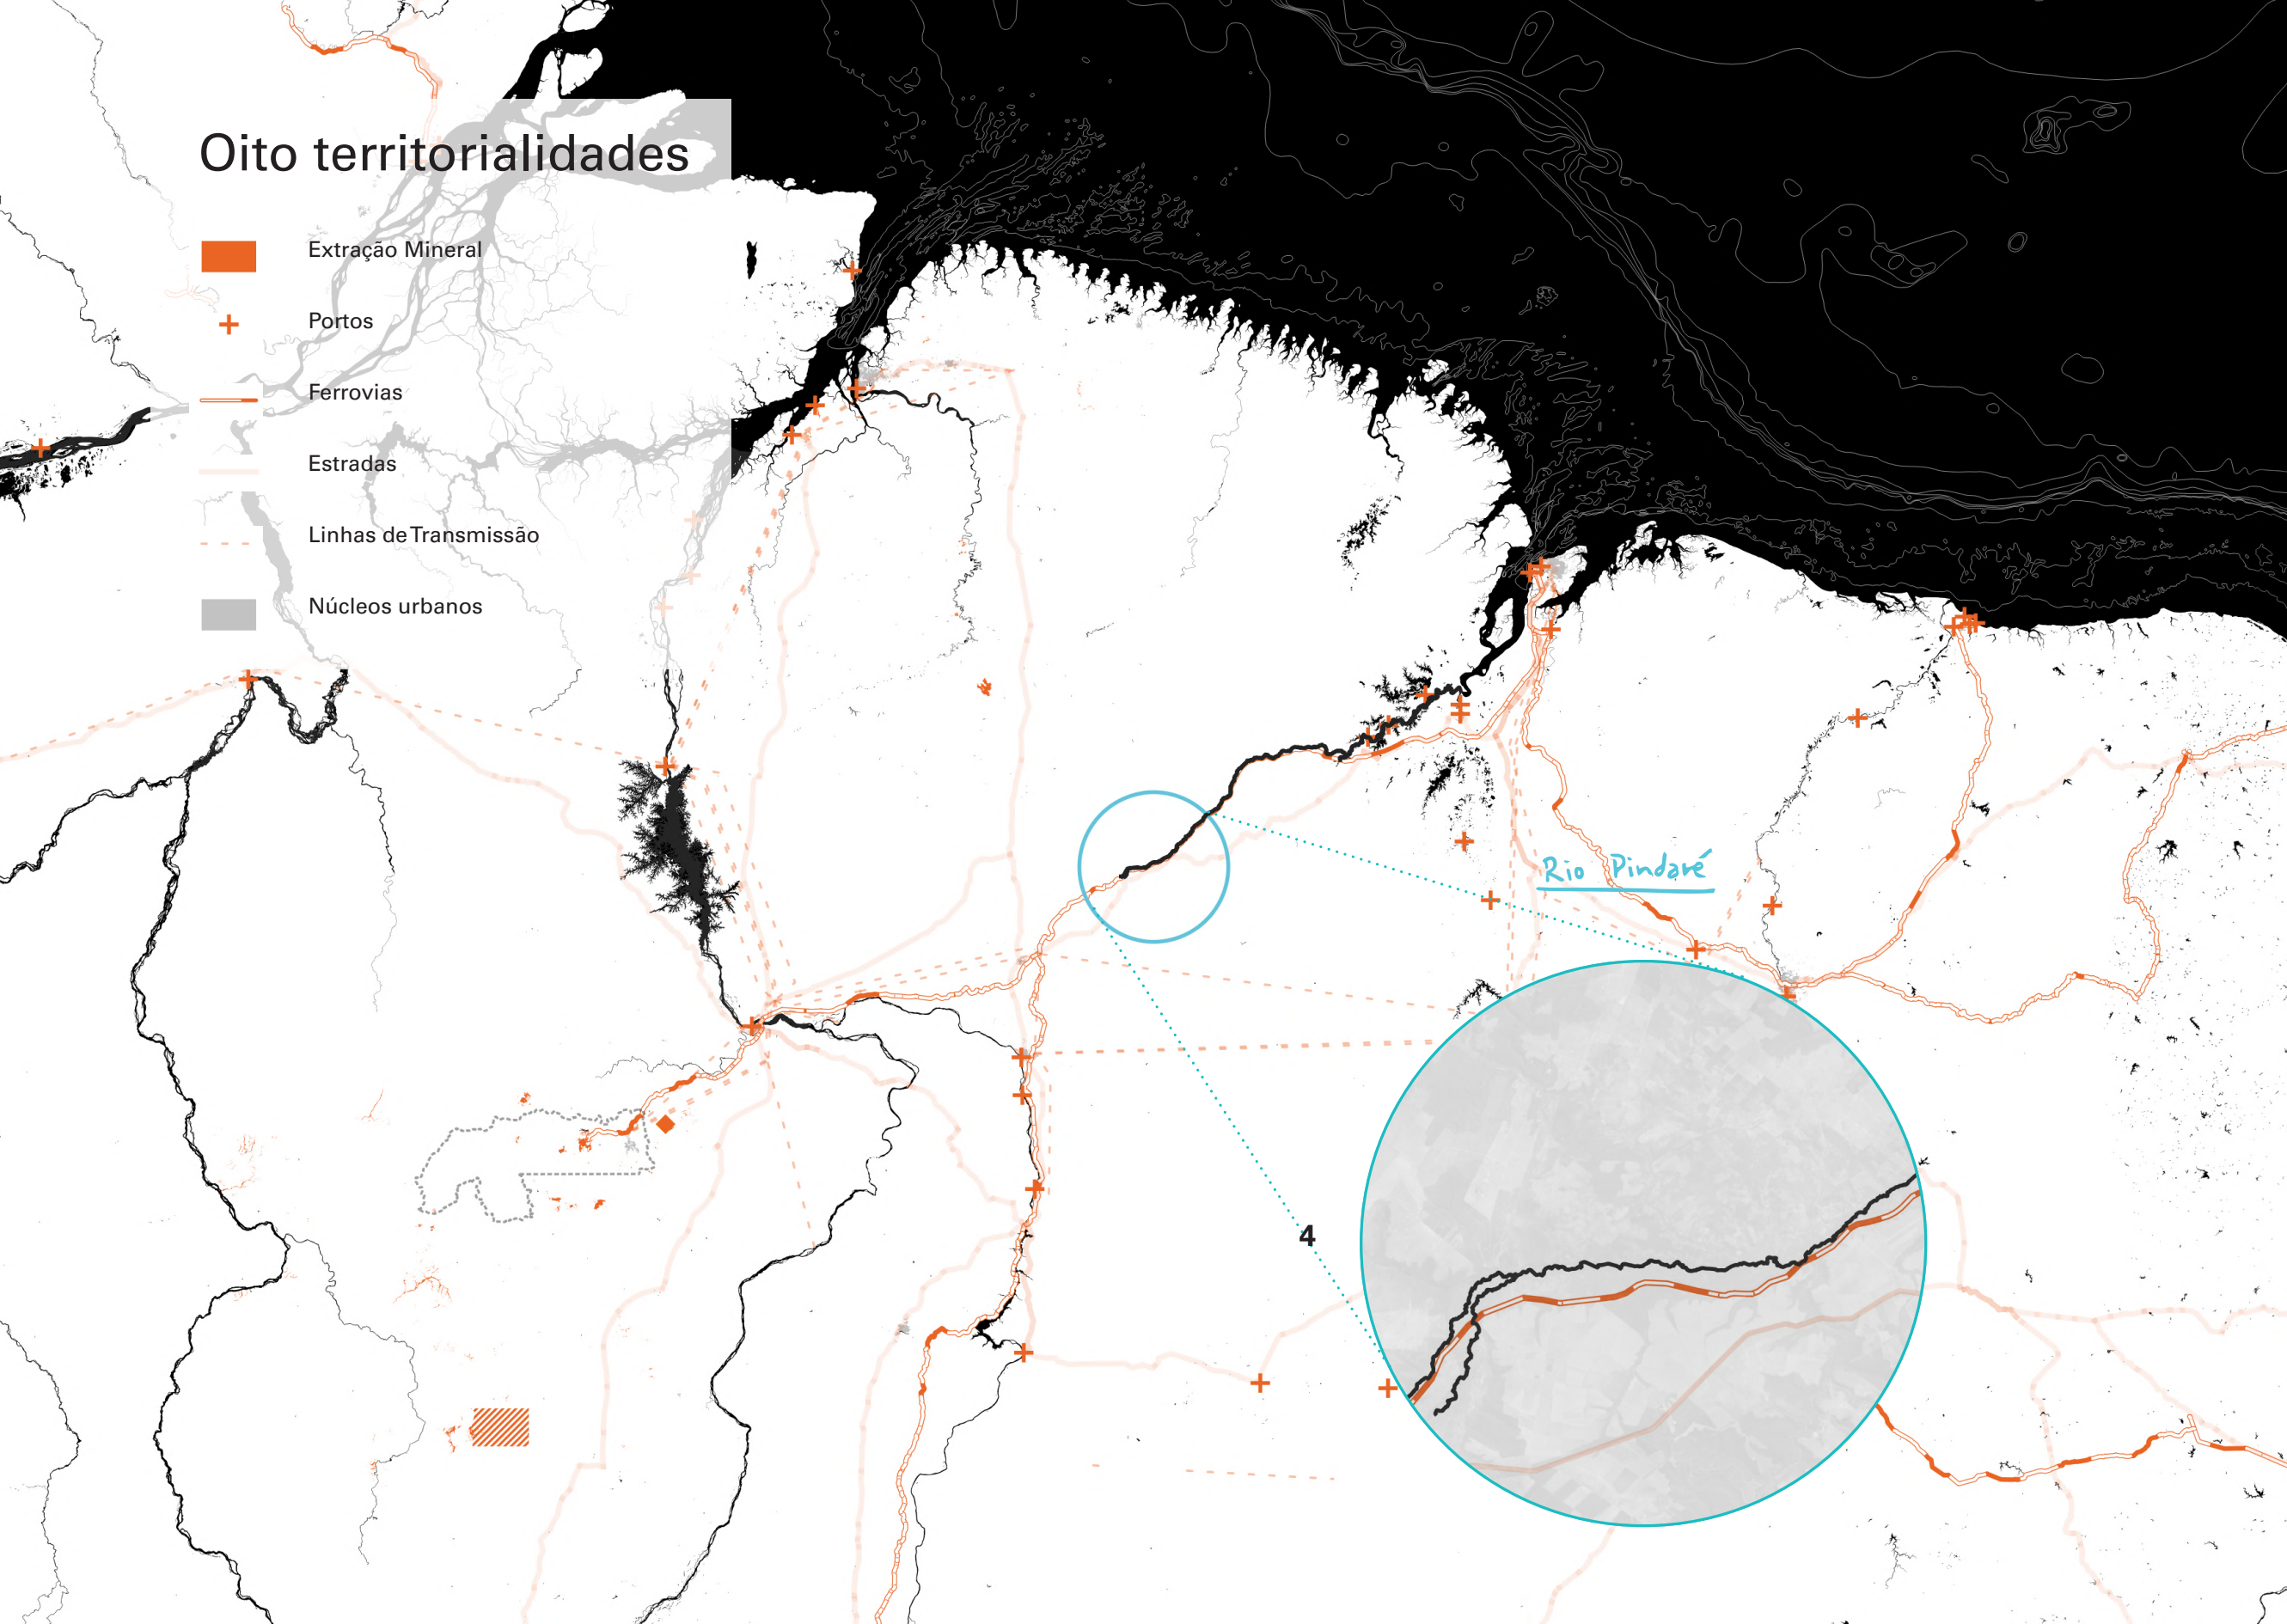 Oito territorialidades
Extração Mineral
Portos
Ferrovias
Estradas
Linhas de Transmissão
Núcleos urbanos
Rio Pindaré
4